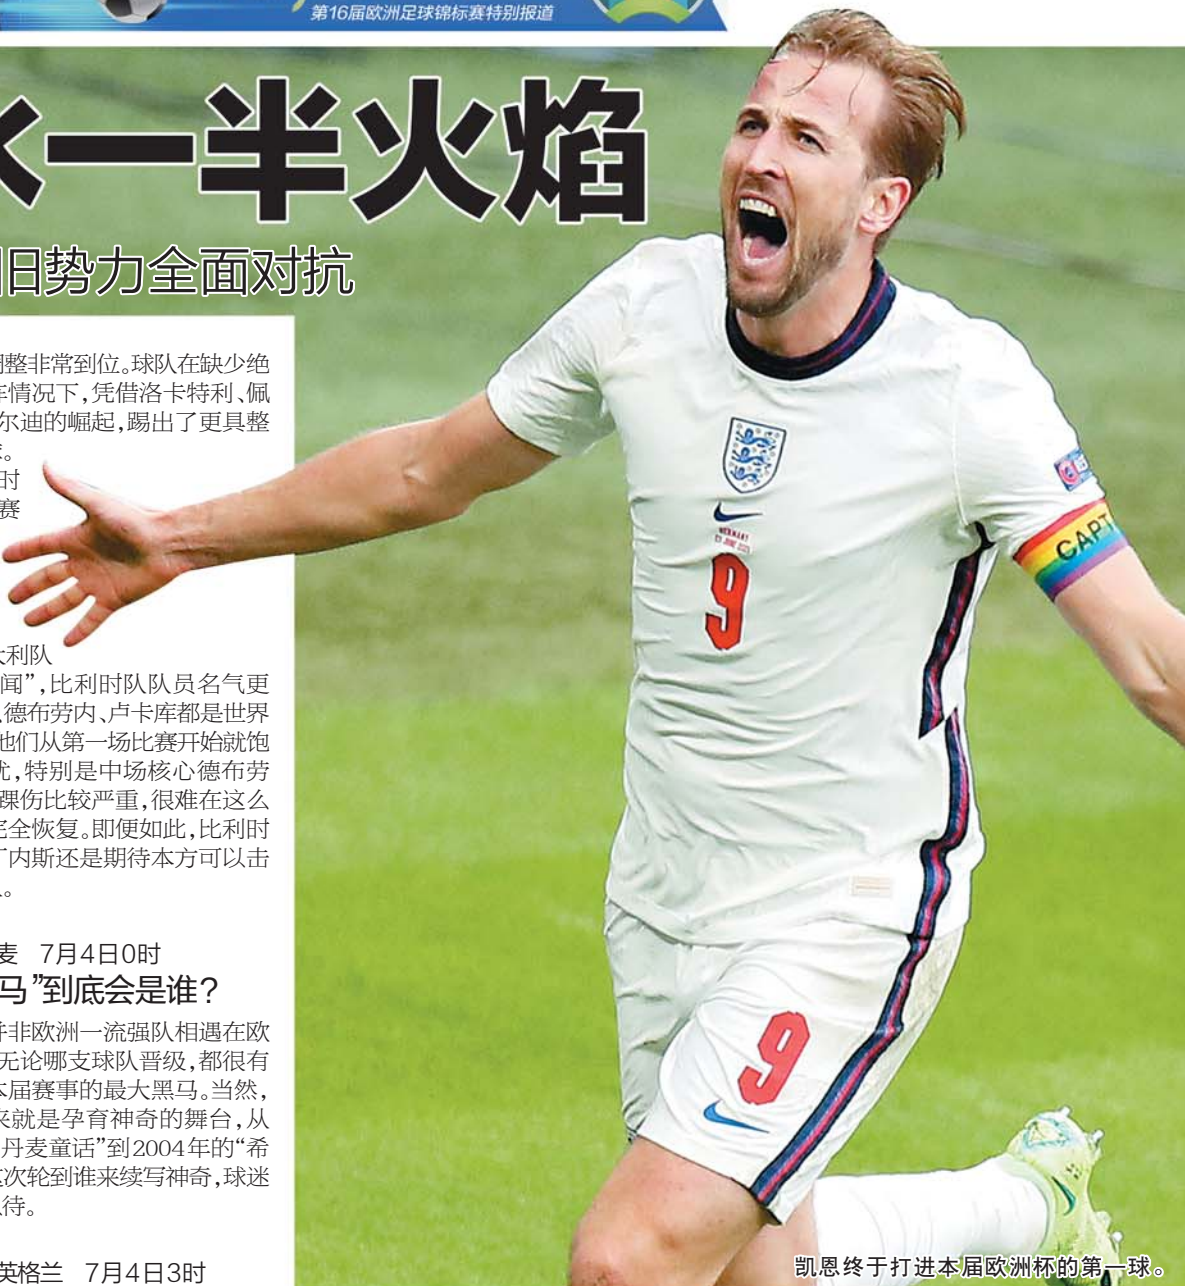 第16届欧洲足球锦标赛特别报道
一半火焰
旧势力全面对抗
整非常到位。球队在缺少绝
情况下,凭借洛卡特利、佩
尔迪的崛起,踢出了更具整
。
时
赛
利队
闻”,比利时队队员名气更
德布劳内、卢卡库都是世界
他们从第一场比赛开始就饱
,特别是中场核心德布劳
踝伤比较严重,很难在这么
完全恢复。即便如此,比利时
丁内斯还是期待本方可以击
。
麦 7月4日0时
马”到底会是谁?
并非欧洲一流强队相遇在欧
无论哪支球队晋级,都很有
本届赛事的最大黑马。当然,
来就是孕育神奇的舞台,从
丹麦童话”到2004年的“希
次轮到谁来续写神奇,球迷
待。
英格兰 7月4日3时
GERMANY
9
CAPT
9
凯恩终于打进本届欧洲杯的第一球。